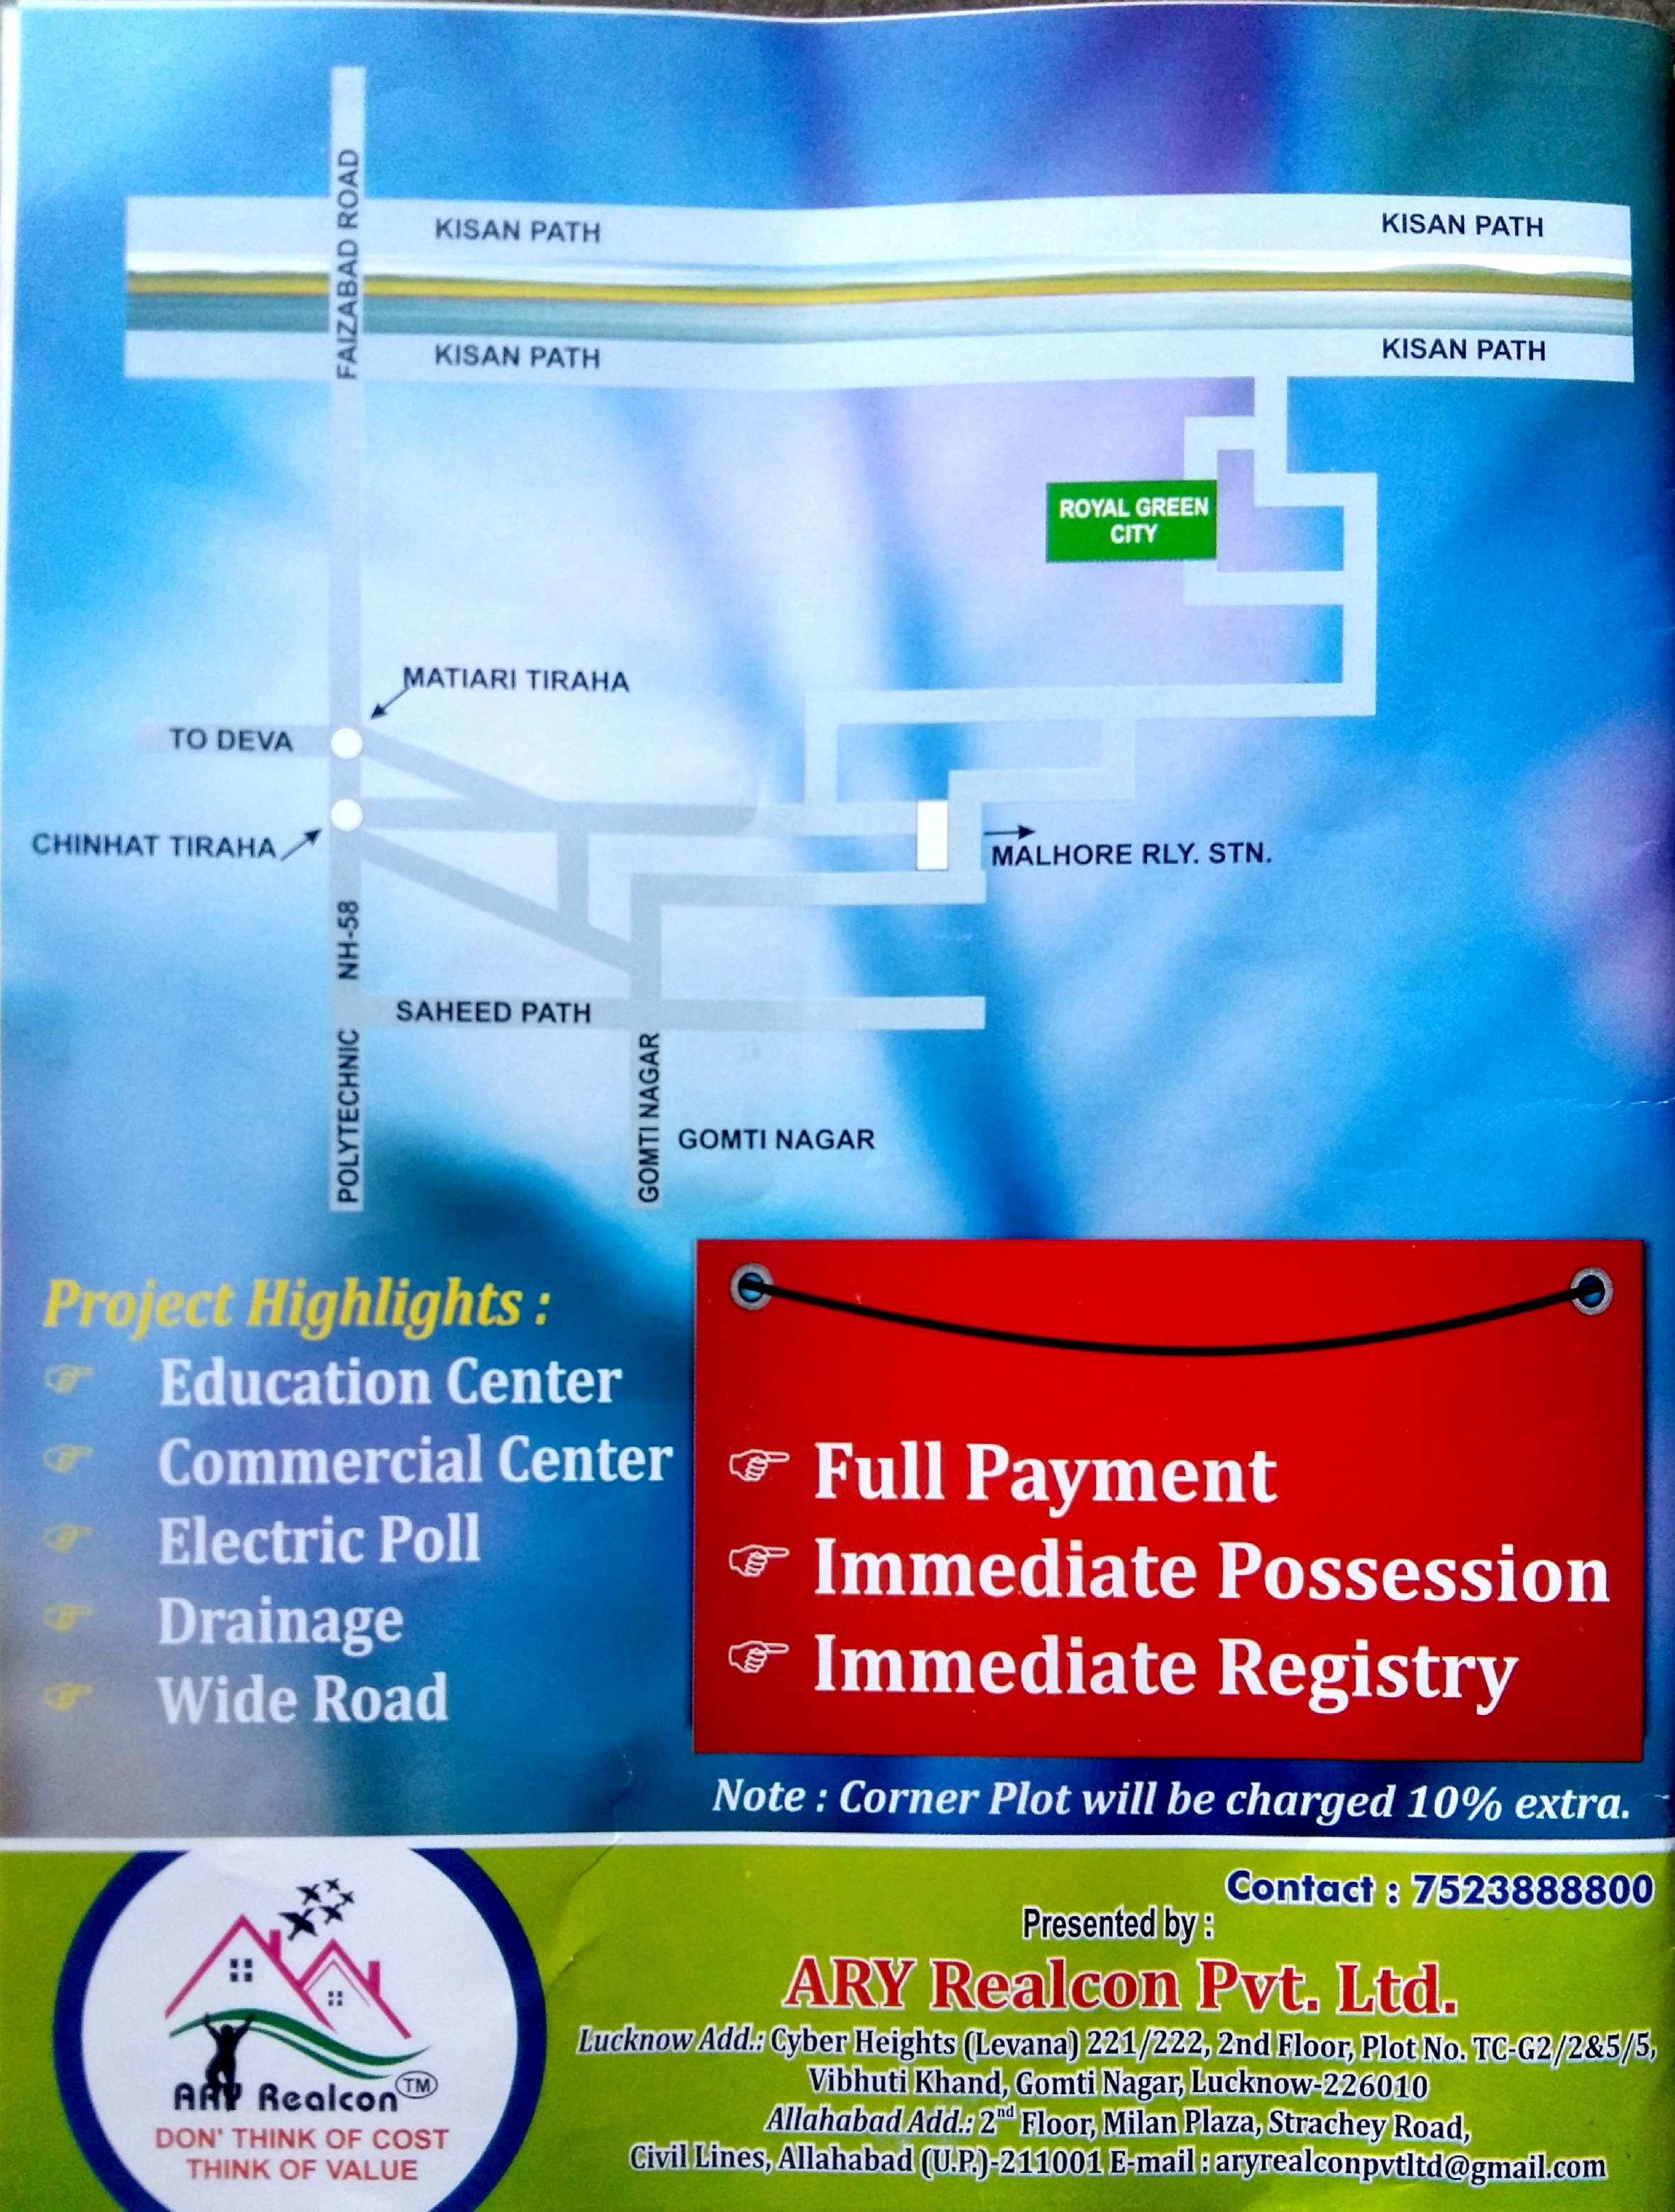 FAIZABAD ROAD
KISAN PATH
KISAN PATH
KISAN PATH
KISAN PATH
ROYAL GREEN
CITY
MATIARI TIRAHA
TO DEVA
CHINHAT TIRAHA
MALHORE RLY. STN.
NH-58
SAHEED PATH
POLYTECHNIC
GOMTI NAGAR
GOMTI NAGAR
Project Highlights :
Education Center
Commercial Center
Electric Poll
Drainage
Wide Road
Full Payment
Immediate Possession
Immediate Registry
Note : Corner Plot will be charged 10% extra.
Contact : 7523888800
Presented by :
ARY Realcon Pvt. Ltd.
Lucknow Add.: Cyber Heights (Levana) 221/222, 2nd Floor, Plot No. TC-G2/2&5/5,
Vibhuti Khand, Gomti Nagar, Lucknow-226010
Allahabad Add.: 2nd Floor, Milan Plaza, Strachey Road,
Civil Lines, Allahabad (U.P.)-211001 E-mail : aryrealconpvtltd@gmail.com
ARY Realcon TM
DON' THINK OF COST
THINK OF VALUE